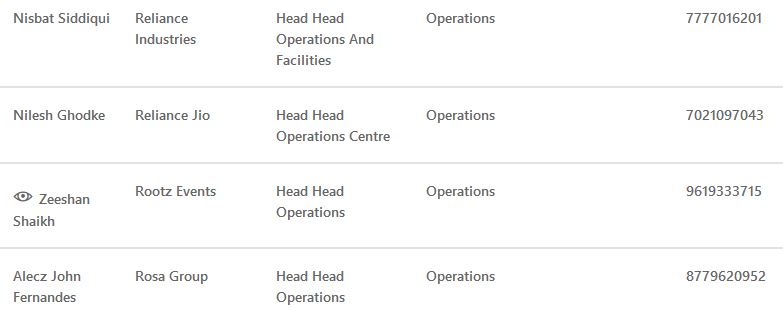 Nisbat Siddiqui Reliance Head Head Operations 7777016201
Industries Operations And
Facilities
Nilesh Ghodke Reliance Jio Head Head Operations 7021097043
Operations Centre
Zeeshan Rootz Events Head Head Operations 9619333715
Shaikh Operations
Alecz John Rosa Group Head Head Operations 8779620952
Fernandes Operations